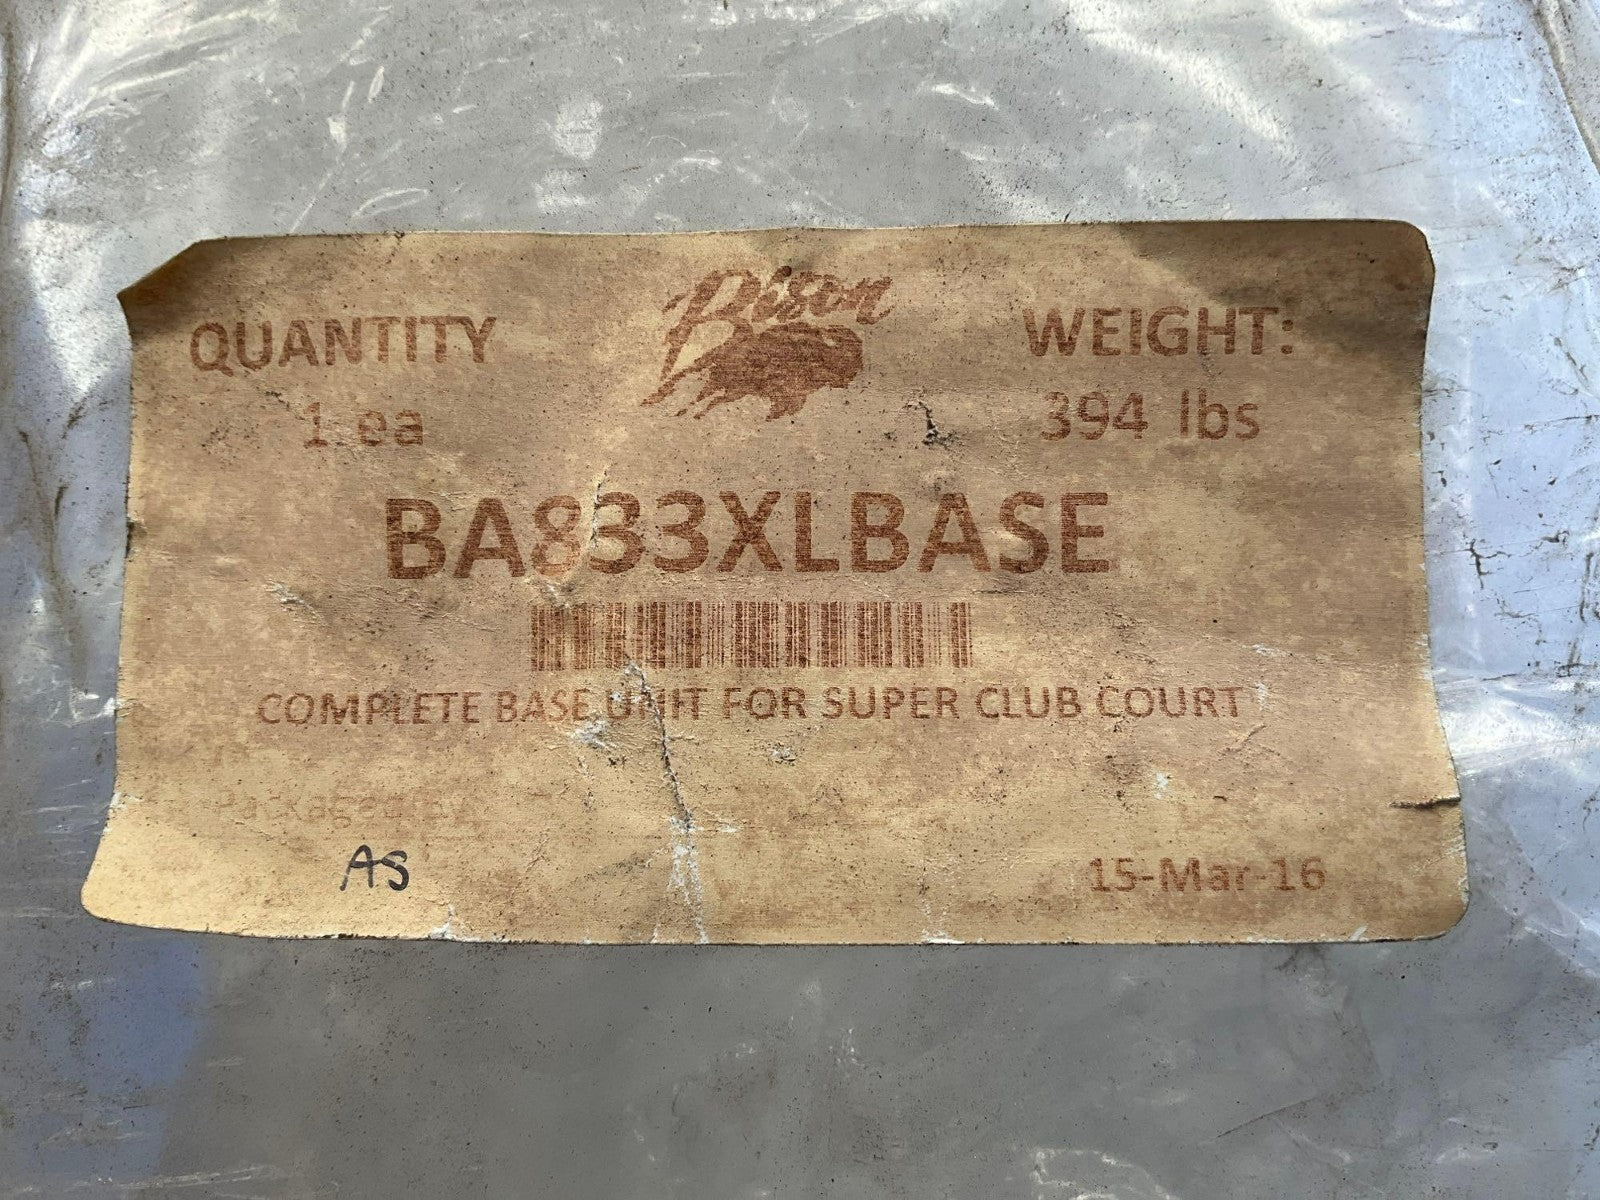 Bison
QUANTITY
1 ea
WEIGHT:
394 lbs
BA833XLBASE
COMPLETE BASE UNIT FOR SUPER CLUB COURT
Packaged By
AS
15-Mar-16